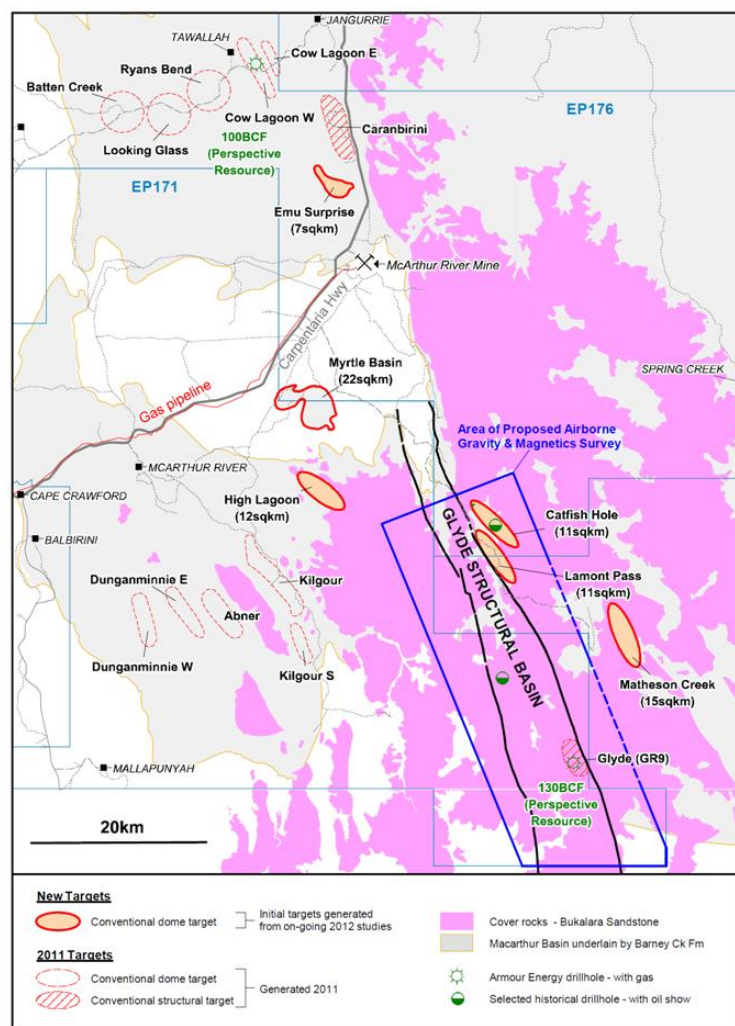 JANGURRIE
TAWALLAH
Cow Lagoon E
Ryans Bend
Batten Creek
Cow Lagoon W
EP176
100BCF
(Perspective
Resource)
Caranbirini
Looking Glass
EP171
Emu Surprise
(7sqkm)
McArthur River Mine
Carpentaria Hwy
Myrtle Basin
(22sqkm)
SPRING CREEK
Gas pipeline
Area of Proposed Airborne
Gravity & Magnetics Survey
MCARTHUR RIVER
CAPE CRAWFORD
High Lagoon
(12sqkm)
Catfish Hole
(11sqkm)
BALBIRINI
GLYDE STRUCTURAL BASIN
Lamont Pass
(11sqkm)
Dunganminnie E
Kilgour
Abner
Dunganminnie W
Kilgour S
Matheson Creek
(15sqkm)
Glyde (GR9)
MALLAPUNYAH
130BCF
(Perspective
Resource)
20km
New Targets
Conventional dome target
Initial targets generated
from on-going 2012 studies
2011 Targets
Conventional dome target
Conventional structural target
Generated 2011
Cover rocks - Bukalara Sandstone
Macarthur Basin underlain by Barney Ck Fm
Armour Energy drillhole - with gas
Selected historical drillhole - with oil show